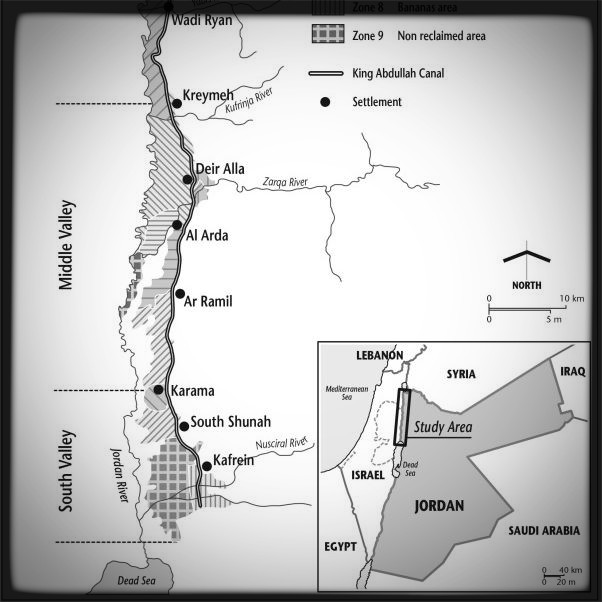 Wadi Ryan
Zone 8 Bananas area
Zone 9 Non reclaimed area
King Abdullah Canal
Settlement
Kreymeh
Kufrinja River
Deir Alla
Zarqa River
Middle Valley
Al Arda
Ar Ramil
NORTH
0 10 km
0 5 m
Karama
South Shunah
Nusciral River
Kafrein
South Valley
Jordan River
Dead Sea
LEBANON
SYRIA
IRAQ
Mediterranean
Sea
Study Area
Dead
Sea
ISRAEL
JORDAN
SAUDI ARABIA
EGYPT
0 40 km
0 20 m